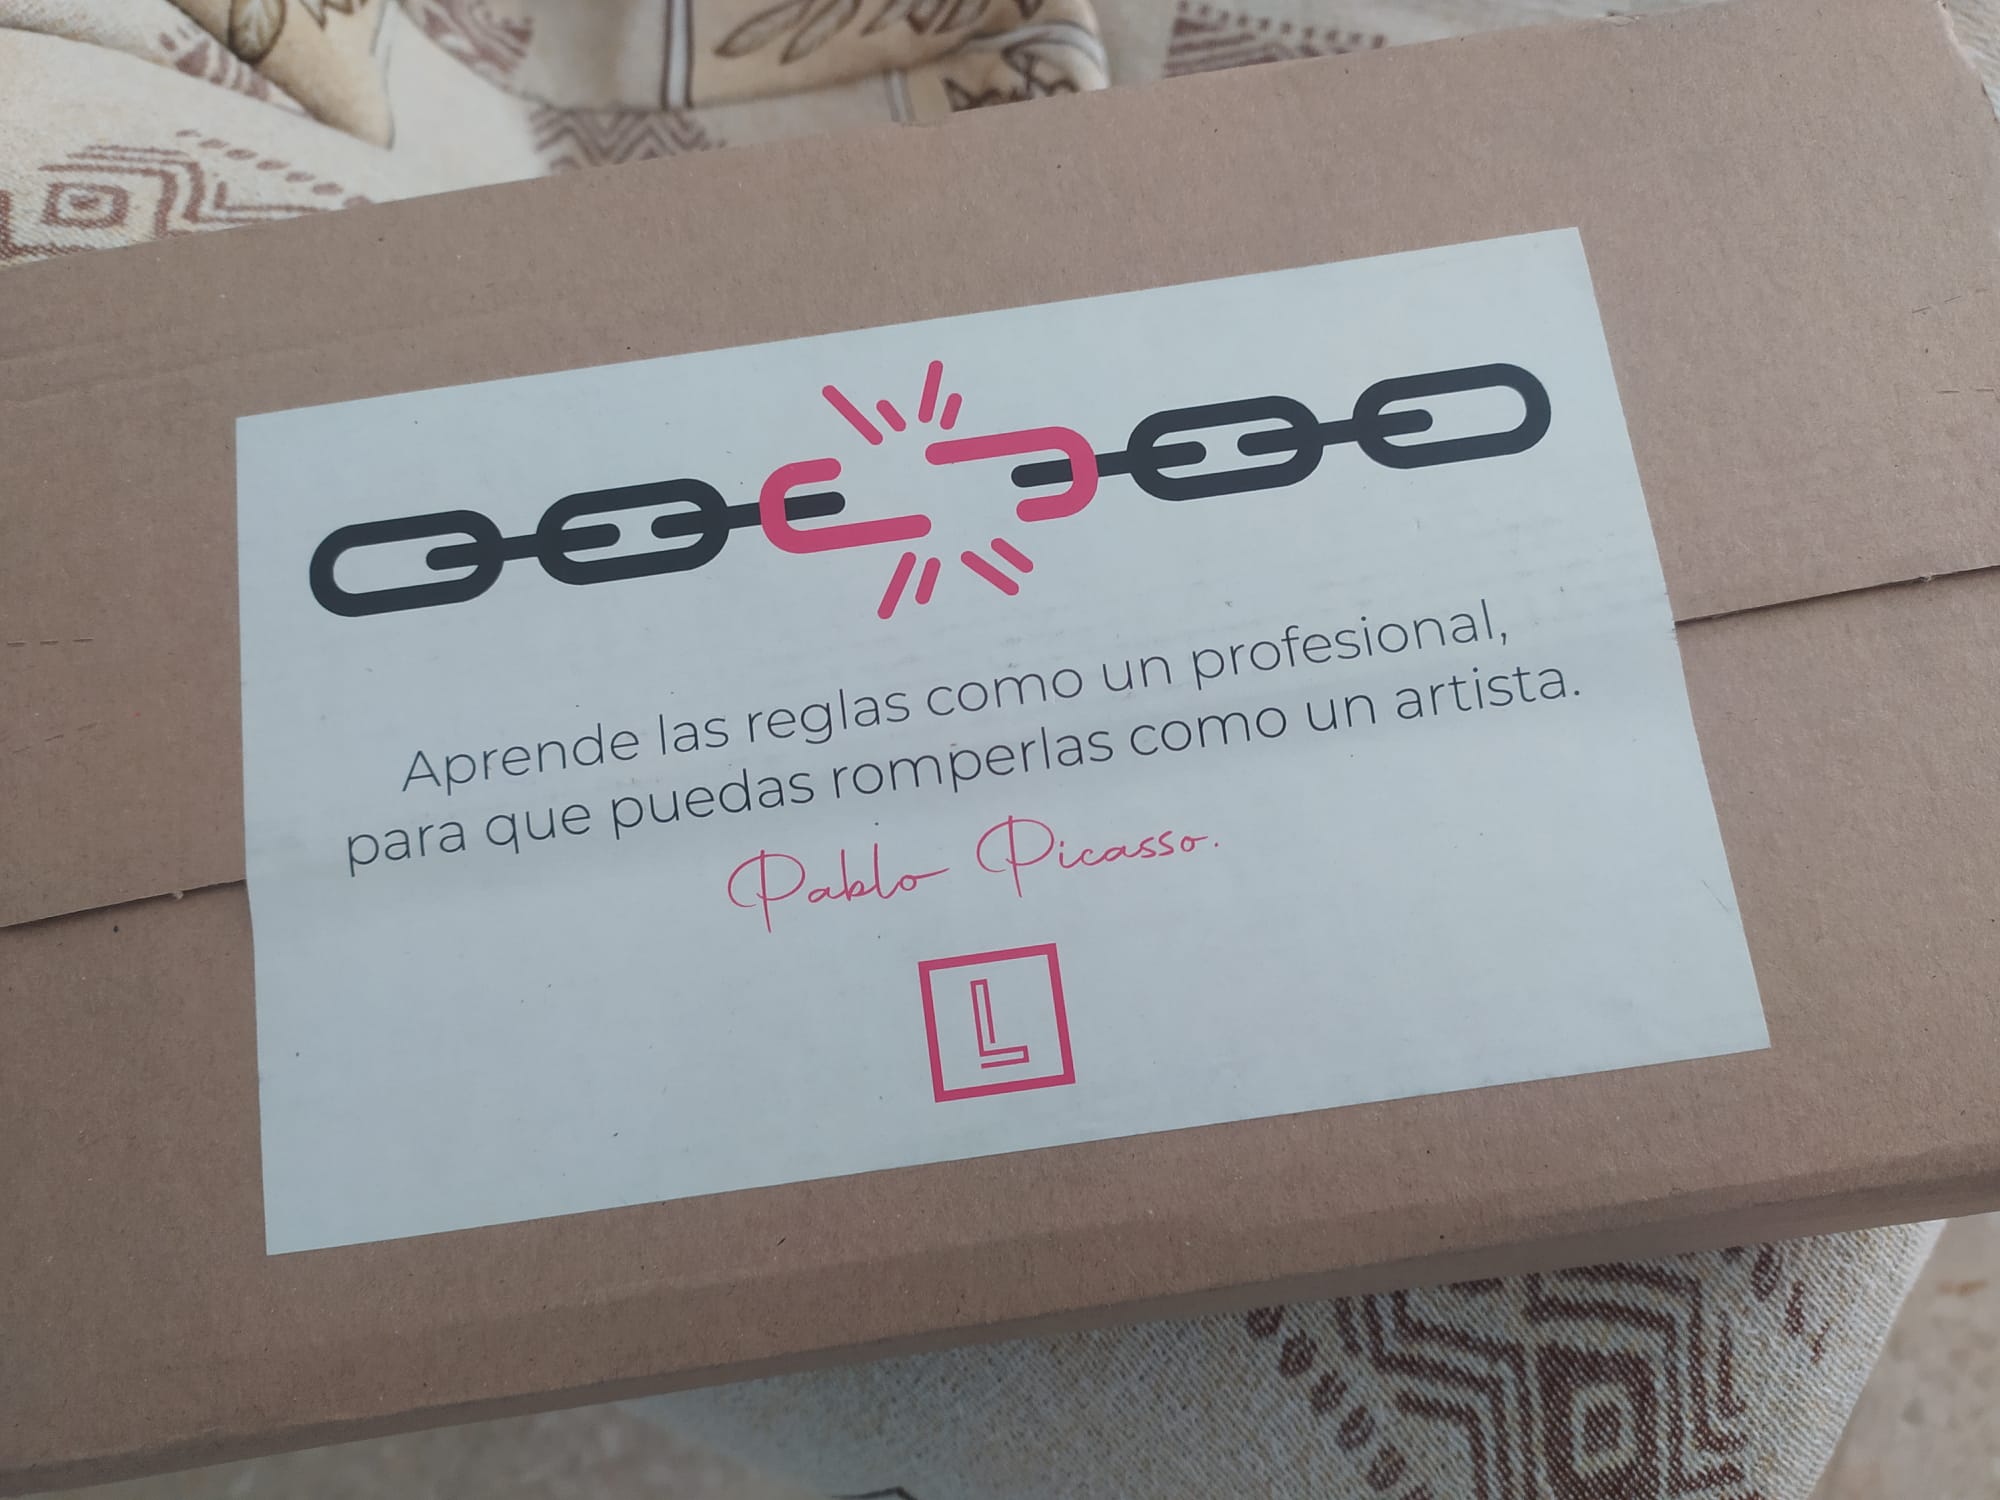 Aprende las reglas como un profesional,
para que puedas romperlas como un artista.
Pablo Picasso.
L